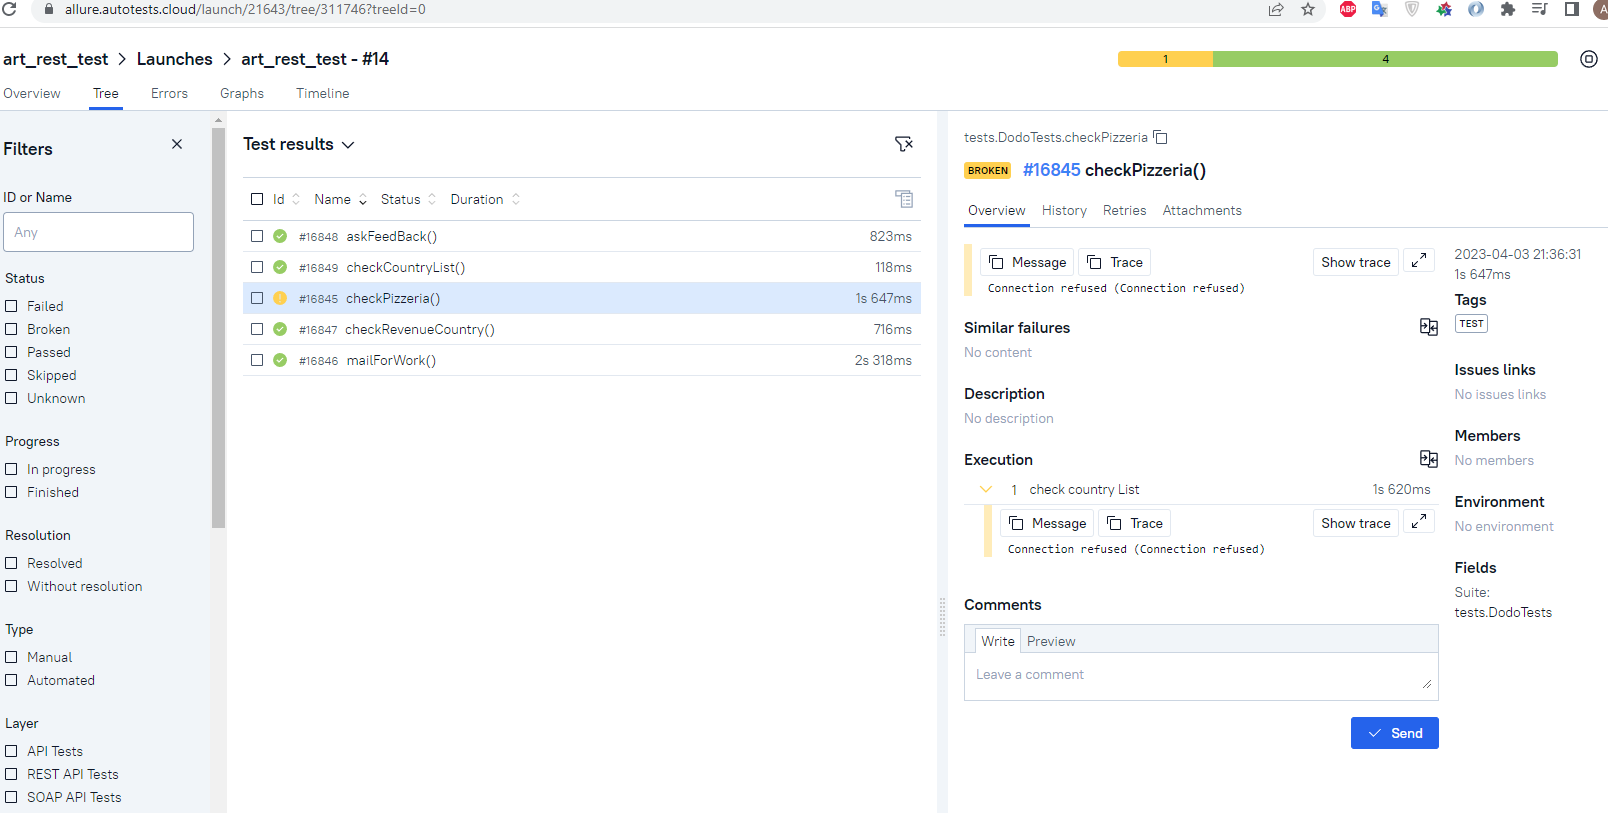 allure.autotests.cloud/launch/21643/tree/311746?treeId=0
ABP
A
art_rest_test > Launches > art_rest_test - #14
1
4
Overview
Tree
Errors
Graphs
Timeline
Filters
ID or Name
Any
Status
Failed
Broken
Passed
Skipped
Unknown
Progress
In progress
Finished
Resolution
Resolved
Without resolution
Type
Manual
Automated
Layer
API Tests
REST API Tests
SOAP API Tests
Test results
Id Name Status Duration
#16848 askFeedBack() 823ms
#16849 checkCountryList() 118ms
#16845 checkPizzeria() 1s 647ms
#16847 checkRevenueCountry() 716ms
#16846 mailForWork() 2s 318ms
tests.DodoTests.checkPizzeria
BROKEN #16845 checkPizzeria()
Overview
History
Retries
Attachments
Message
Trace
Show trace
Connection refused (Connection refused)
Similar failures
No content
Description
No description
Execution
1 check country List 1s 620ms
Message
Trace
Show trace
Connection refused (Connection refused)
Comments
Write
Preview
Leave a comment
Send
2023-04-03 21:36:31
1s 647ms
Tags
TEST
Issues links
No issues links
Members
No members
Environment
No environment
Fields
Suite:
tests.DodoTests